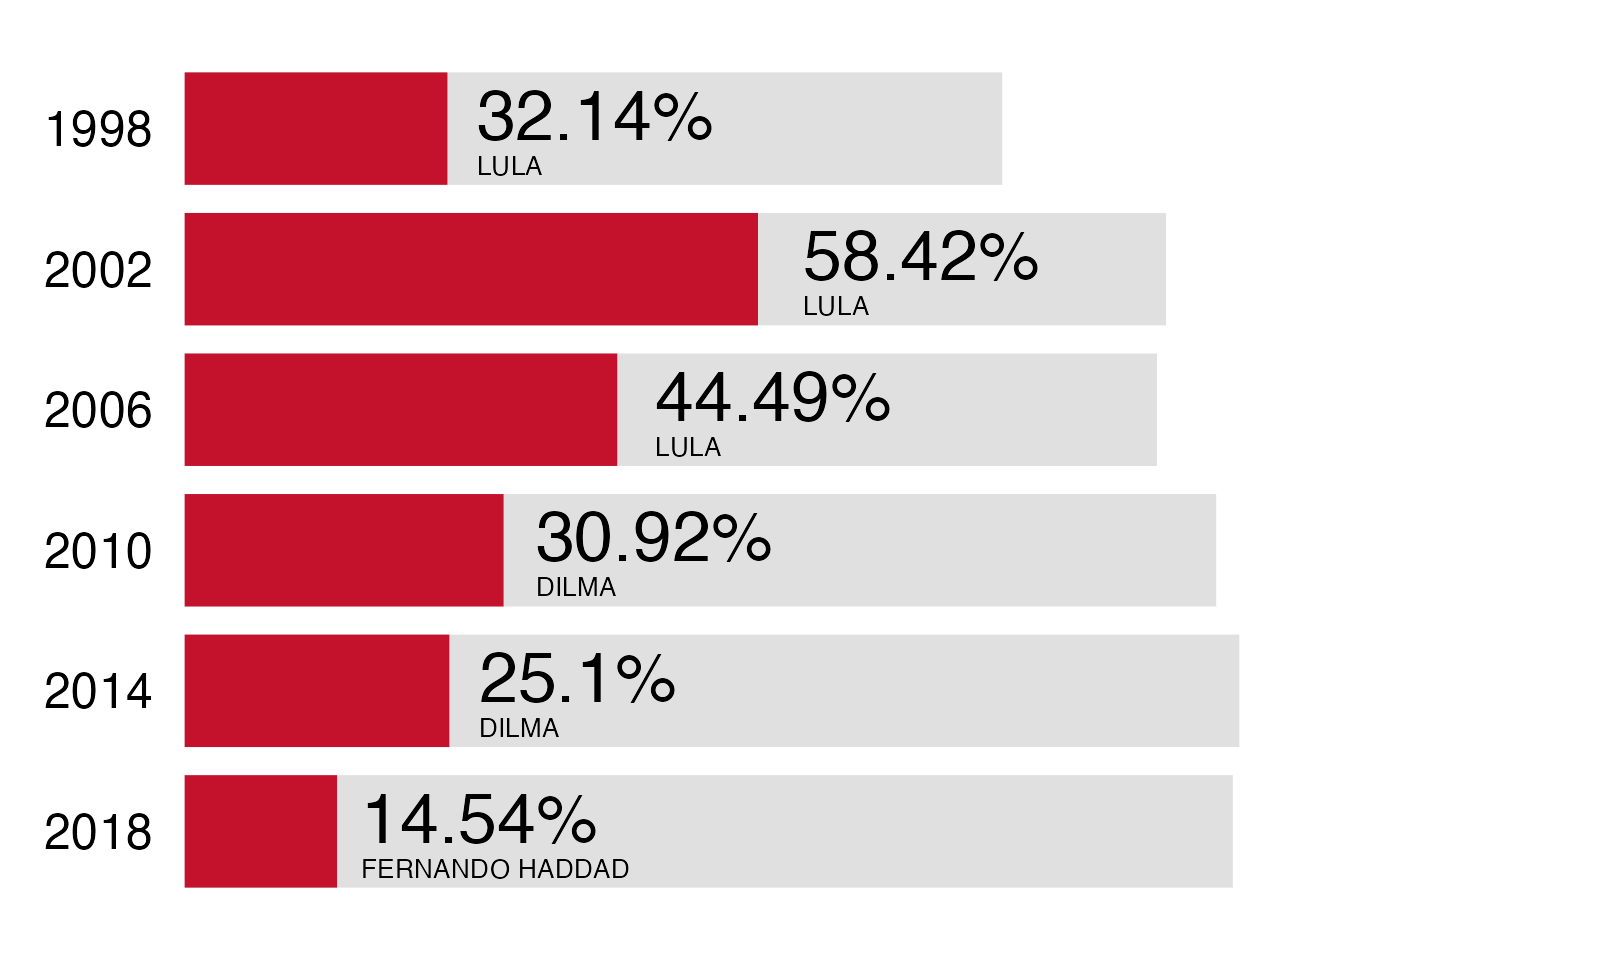 1998
32.14%
LULA
2002
58.42%
LULA
2006
44.49%
LULA
2010
30.92%
DILMA
2014
25.1%
DILMA
2018
14.54%
FERNANDO HADDAD